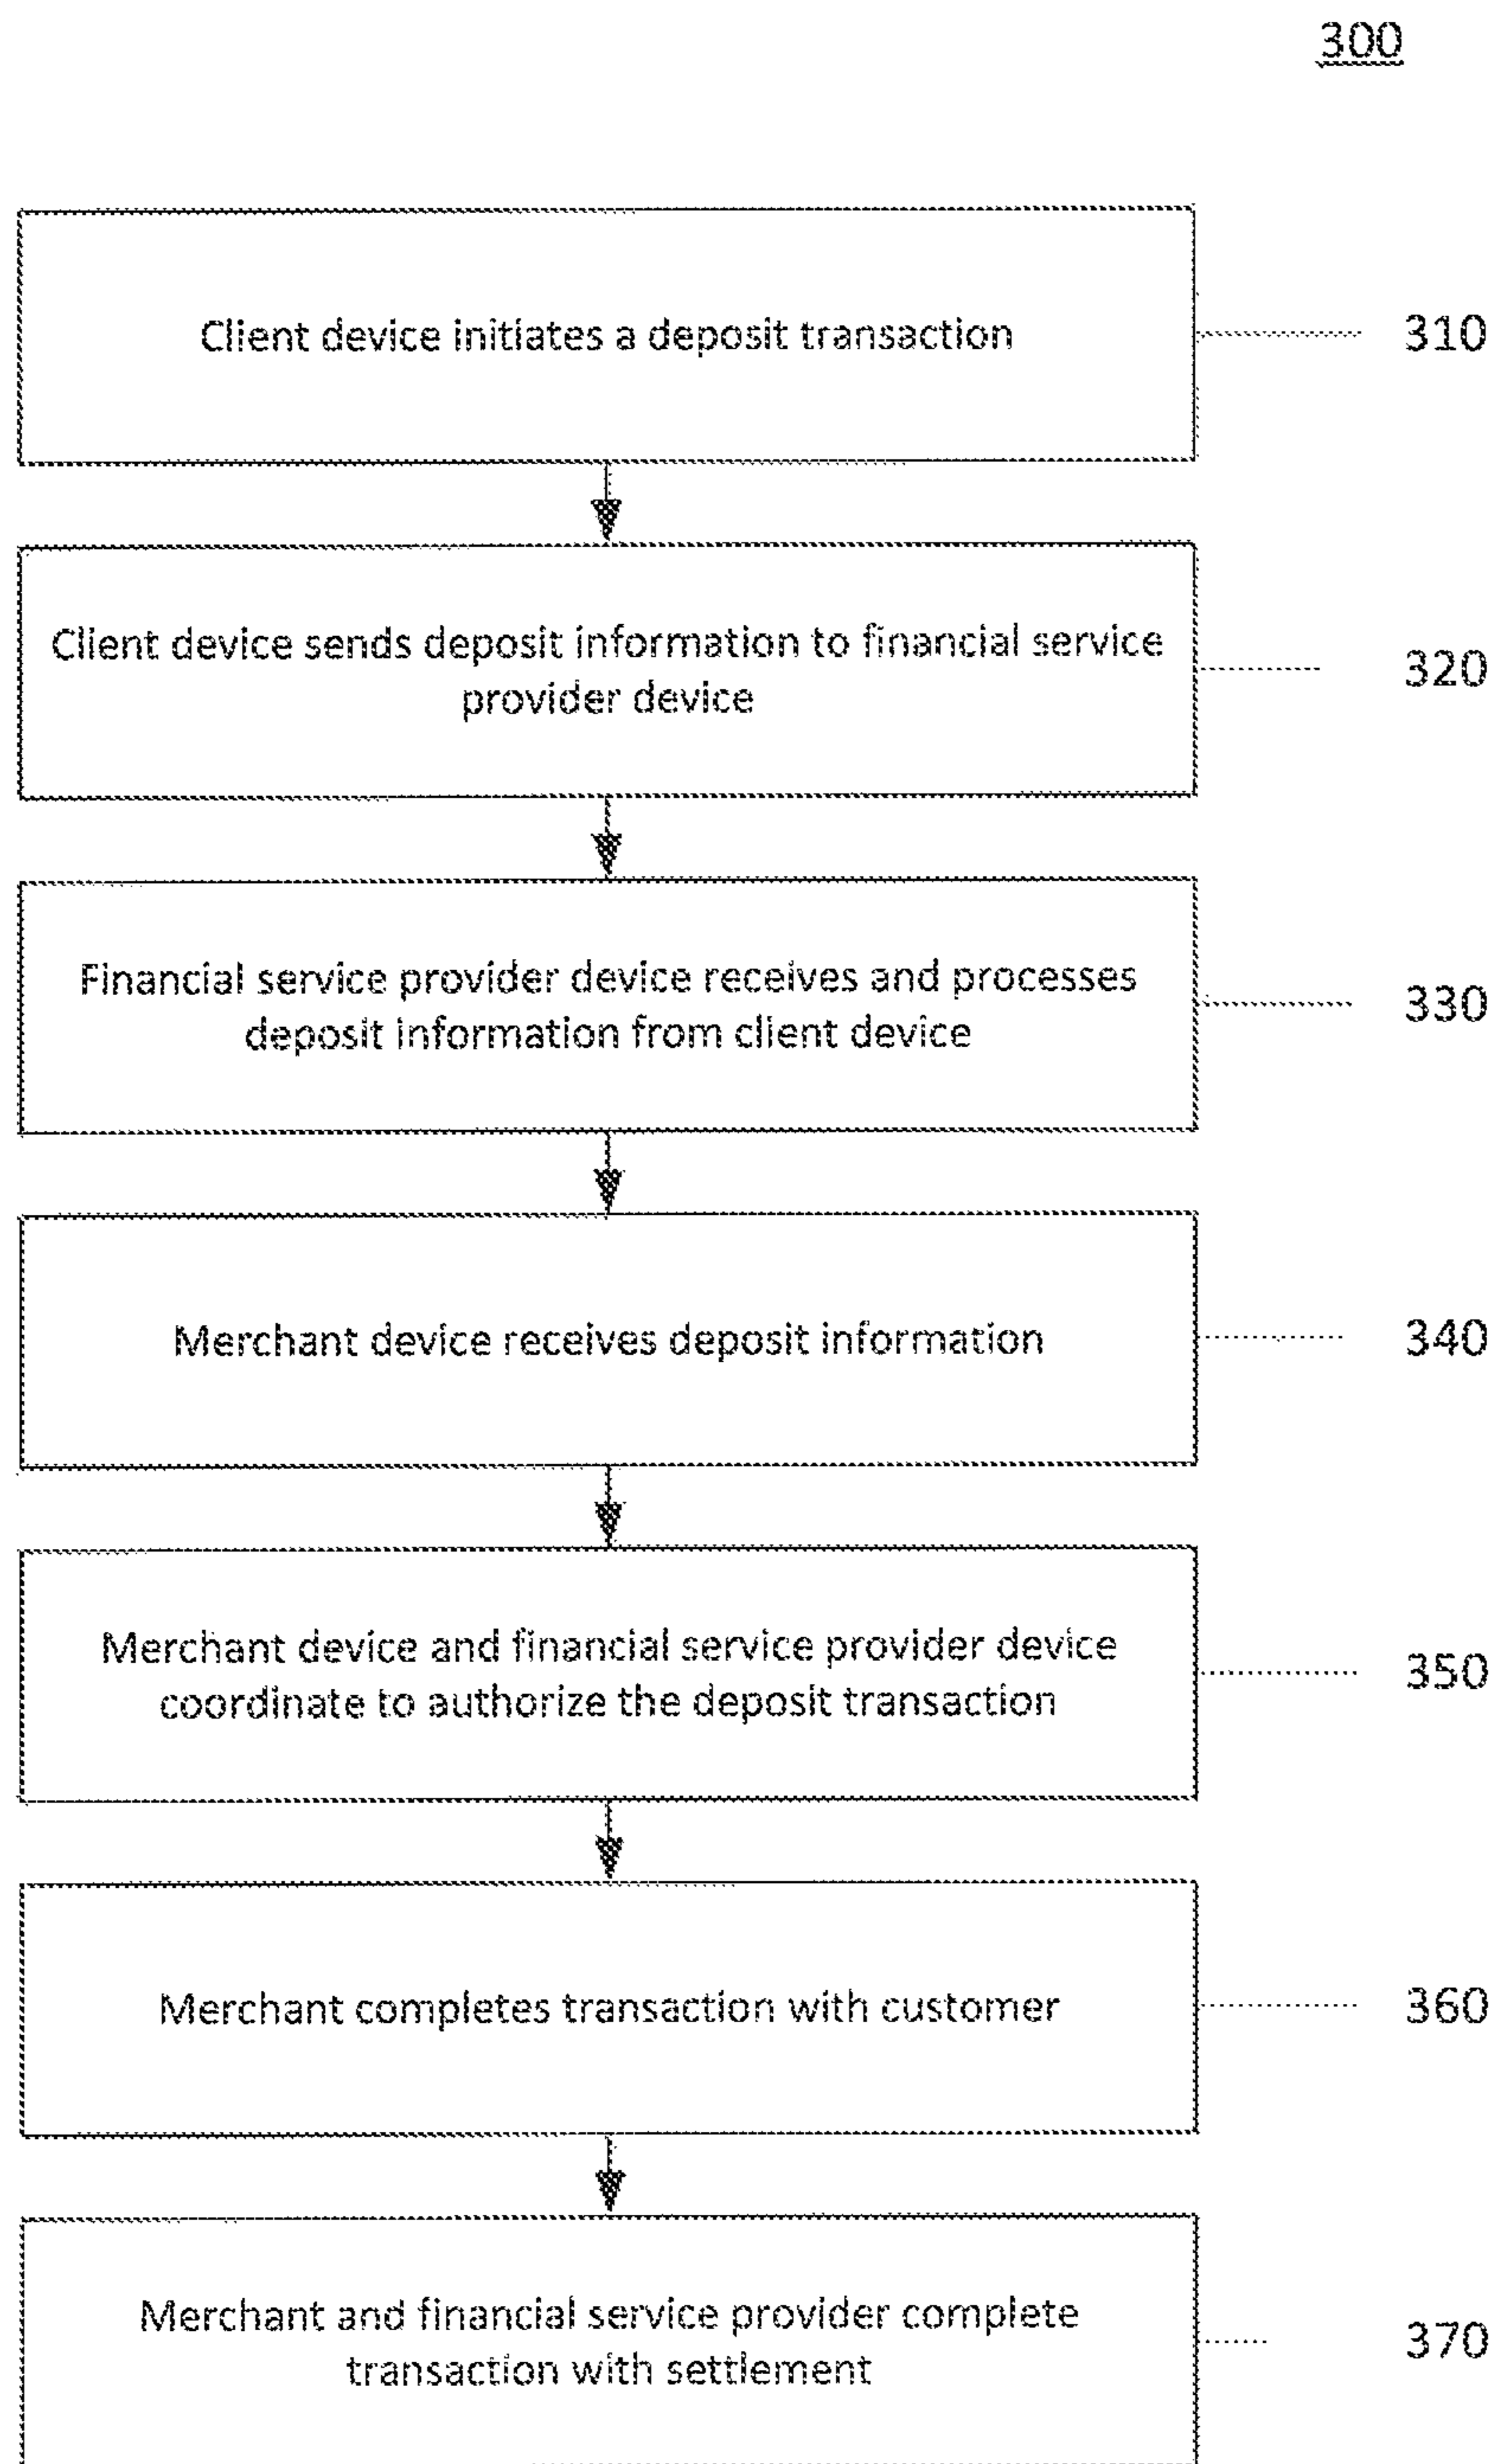 300
Client device initiates a deposit transaction
310
Client device sends deposit information to financial service
provider device
320
Financial service provider device receives and processes
deposit information from client device
330
Merchant device receives deposit information
340
Merchant device and financial service provider device
coordinate to authorize the deposit transaction
350
Merchant completes transaction with customer
360
Merchant and financial service provider complete
transaction with settlement
370